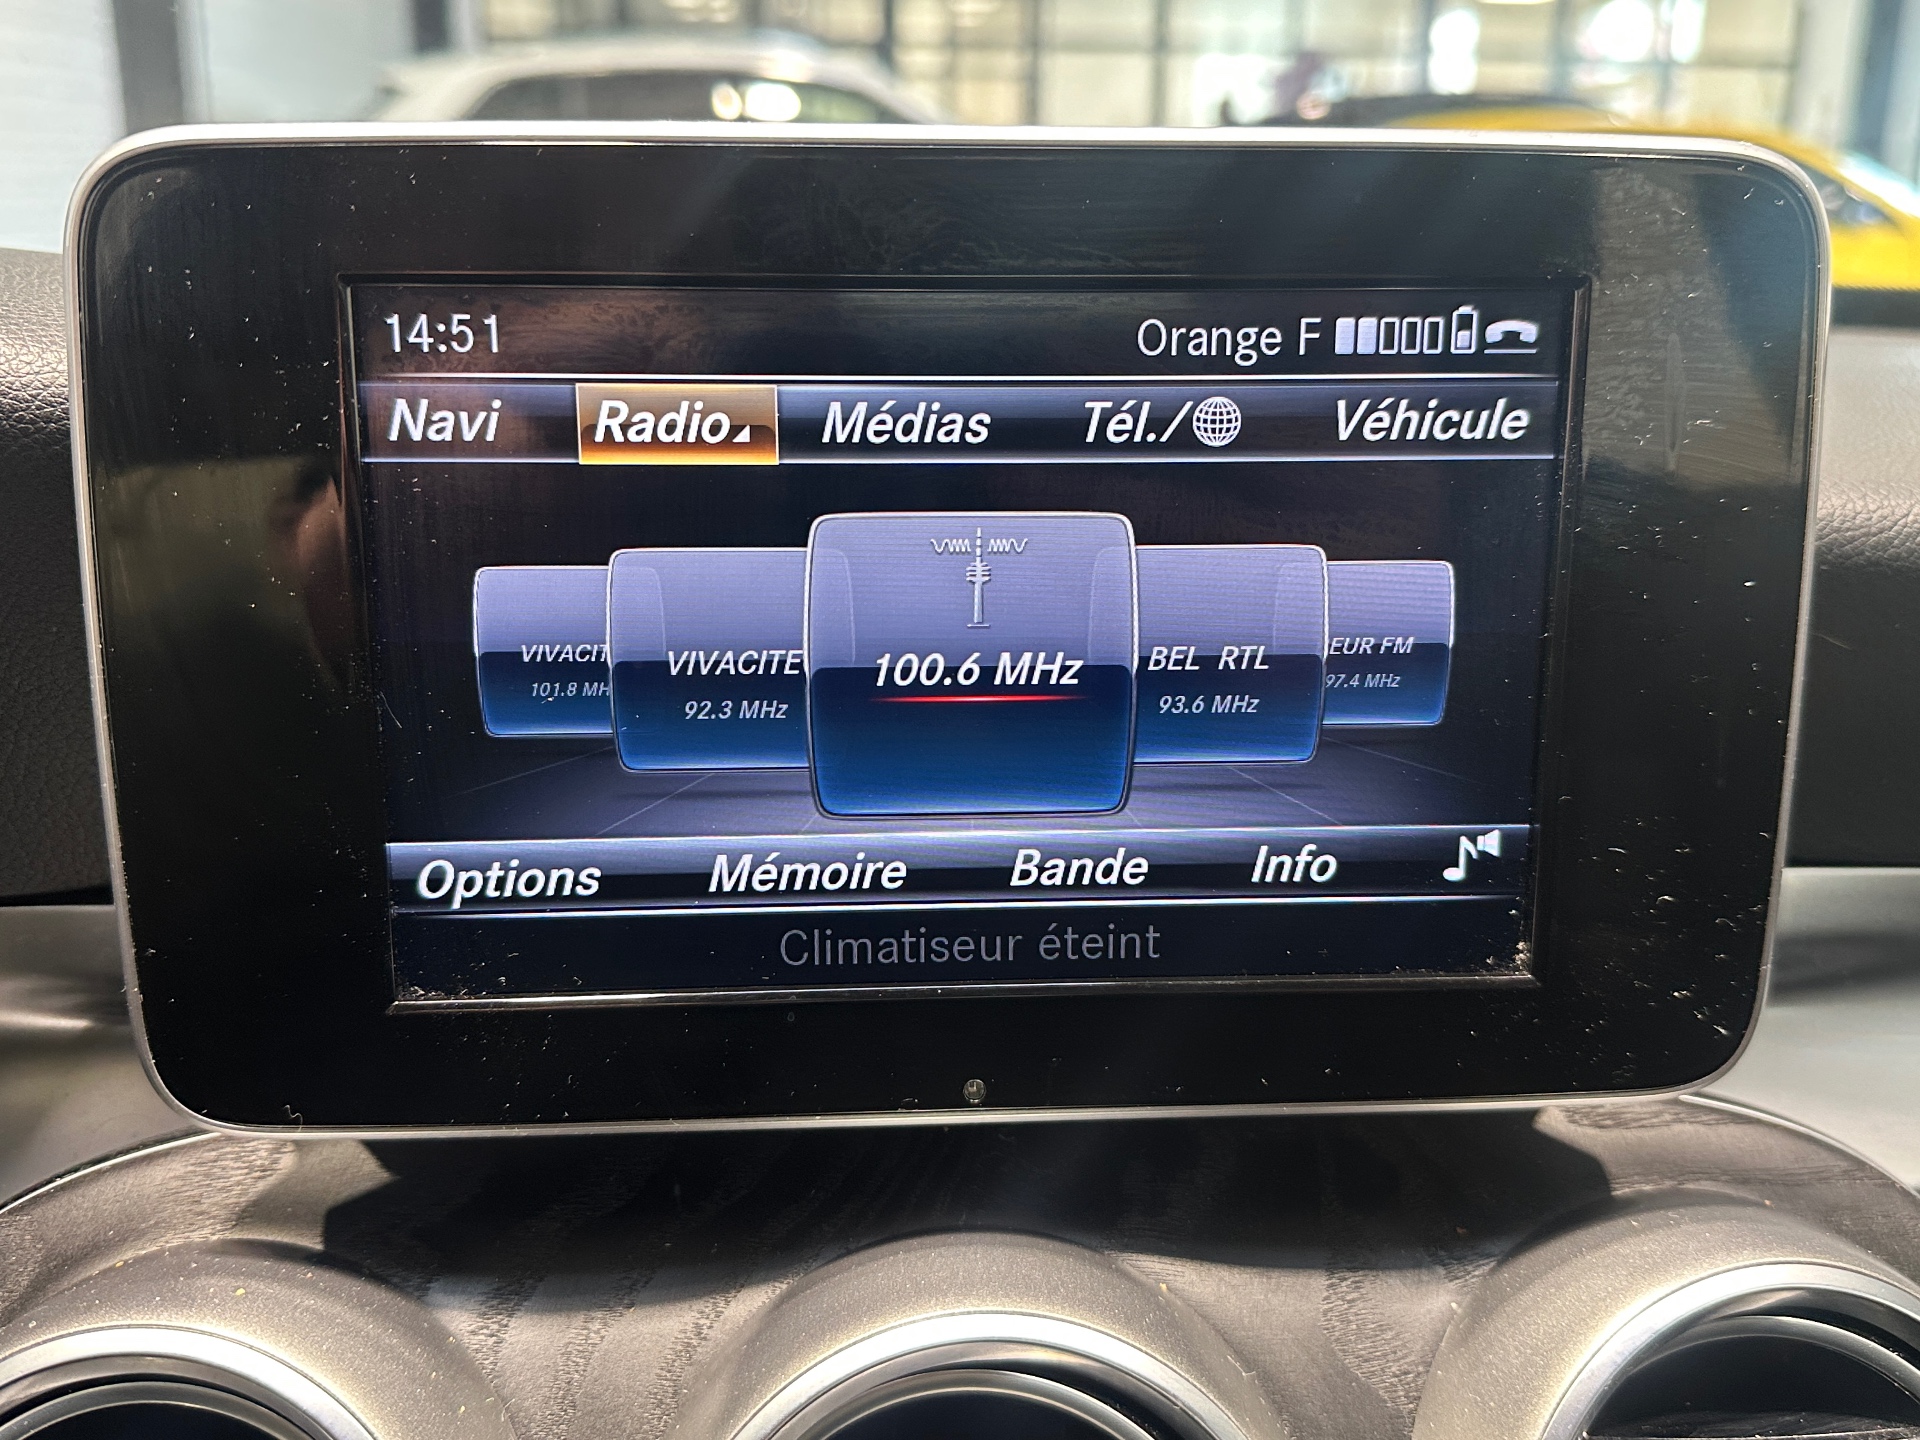 14:51 Orange F
Navi Radio Médias Tél./ Véhicule
VIVACIT VIVACITE 100.6 MHz BEL RTL EUR FM
101.8 MH 92.3 MHz 93.6 MHz 97.4 MHz
Options Mémoire Bande Info
Climatiseur éteint